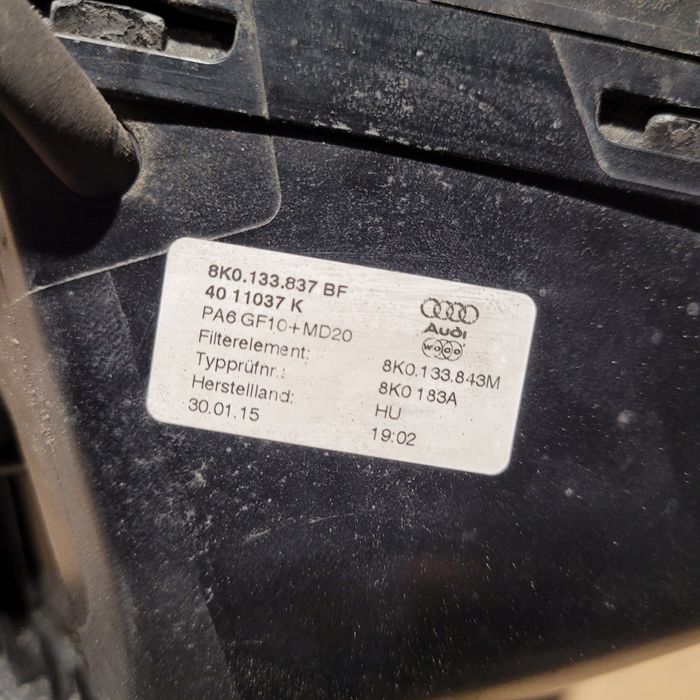 8K0.133.837 BF
40 11037 K
PA6 GF10+MD20
Audi
WOCO
Filterelement: 8K0.133.843M
Typprüfnr.: 8K0 183A
Herstellland: HU
30.01.15 19:02